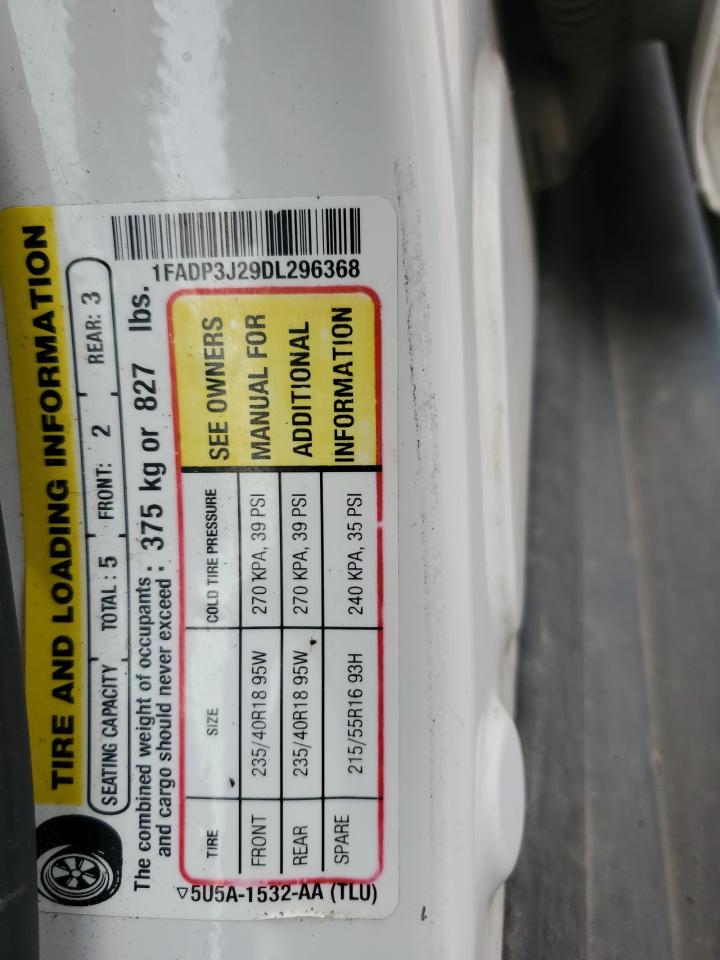 TIRE AND LOADING INFORMATION
SEATING CAPACITY TOTAL : 5 FRONT: 2 REAR: 3
The combined weight of occupants
and cargo should never exceed : 375 kg or 827 lbs.
1FADP3J29DL296368
TIRE SIZE COLD TIRE PRESSURE SEE OWNERS
FRONT 235/40R18 95W 270 KPA, 39 PSI MANUAL FOR
REAR 235/40R18 95W 270 KPA, 39 PSI ADDITIONAL
SPARE 215/55R16 93H 240 KPA, 35 PSI INFORMATION
▽5U5A-1532-AA (TLU)